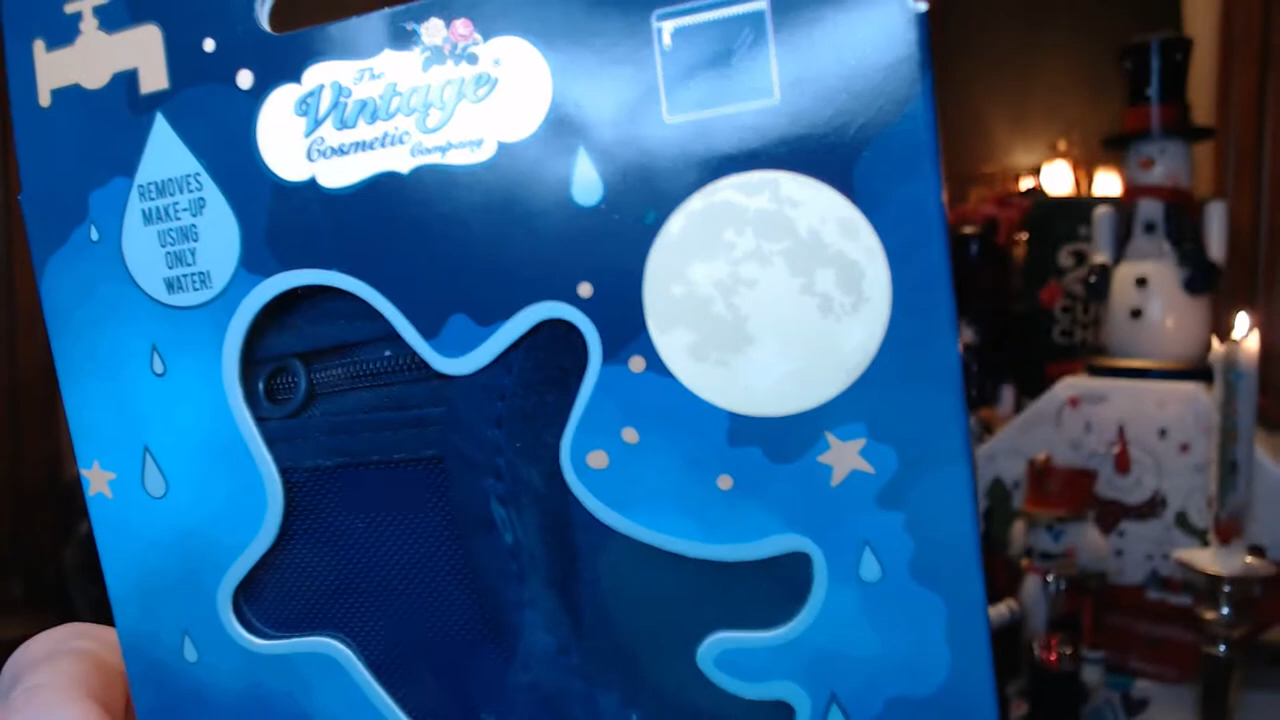 The
Vintage®
Cosmetic
Company
REMOVES
MAKE-UP
USING
ONLY
WATER!